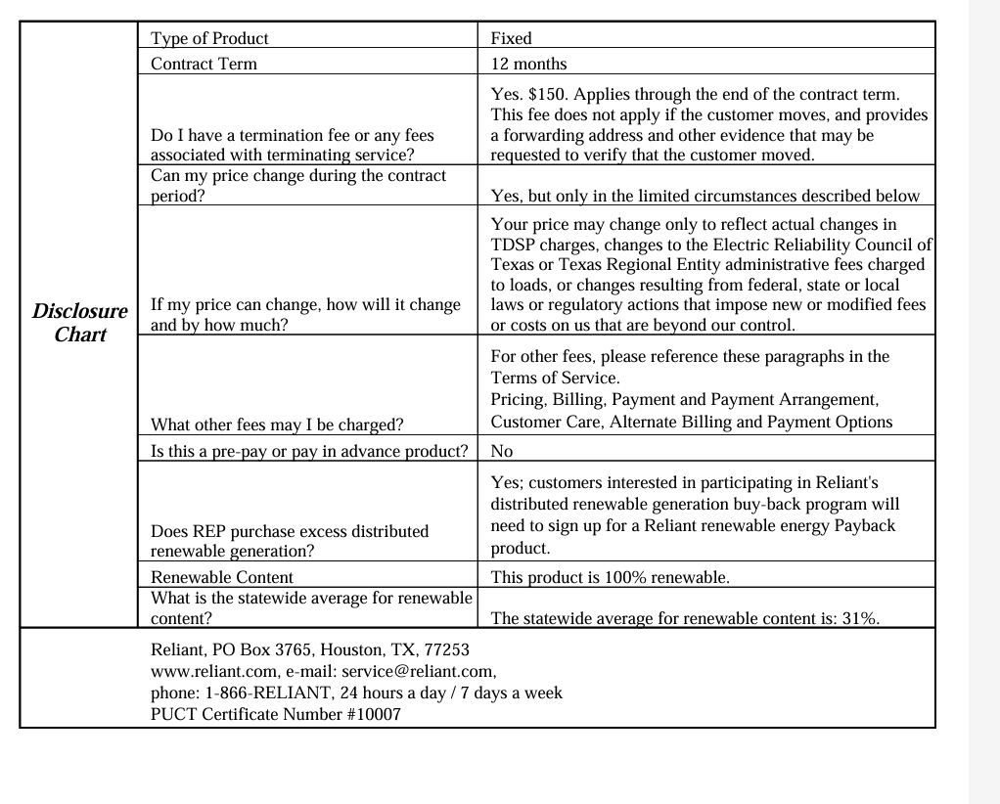 Disclosure
Chart
Type of Product
Fixed
Contract Term
12 months
Do I have a termination fee or any fees
associated with terminating service?
Yes. $150. Applies through the end of the contract term.
This fee does not apply if the customer moves, and provides
a forwarding address and other evidence that may be
requested to verify that the customer moved.
Can my price change during the contract
period?
Yes, but only in the limited circumstances described below
If my price can change, how will it change
and by how much?
Your price may change only to reflect actual changes in
TDSP charges, changes to the Electric Reliability Council of
Texas or Texas Regional Entity administrative fees charged
to loads, or changes resulting from federal, state or local
laws or regulatory actions that impose new or modified fees
or costs on us that are beyond our control.
What other fees may I be charged?
For other fees, please reference these paragraphs in the
Terms of Service.
Pricing, Billing, Payment and Payment Arrangement,
Customer Care, Alternate Billing and Payment Options
Is this a pre-pay or pay in advance product?
No
Does REP purchase excess distributed
renewable generation?
Yes; customers interested in participating in Reliant's
distributed renewable generation buy-back program will
need to sign up for a Reliant renewable energy Payback
product.
Renewable Content
This product is 100% renewable.
What is the statewide average for renewable
content?
The statewide average for renewable content is: 31%.
Reliant, PO Box 3765, Houston, TX, 77253
www.reliant.com, e-mail: service@reliant.com,
phone: 1-866-RELIANT, 24 hours a day / 7 days a week
PUCT Certificate Number #10007